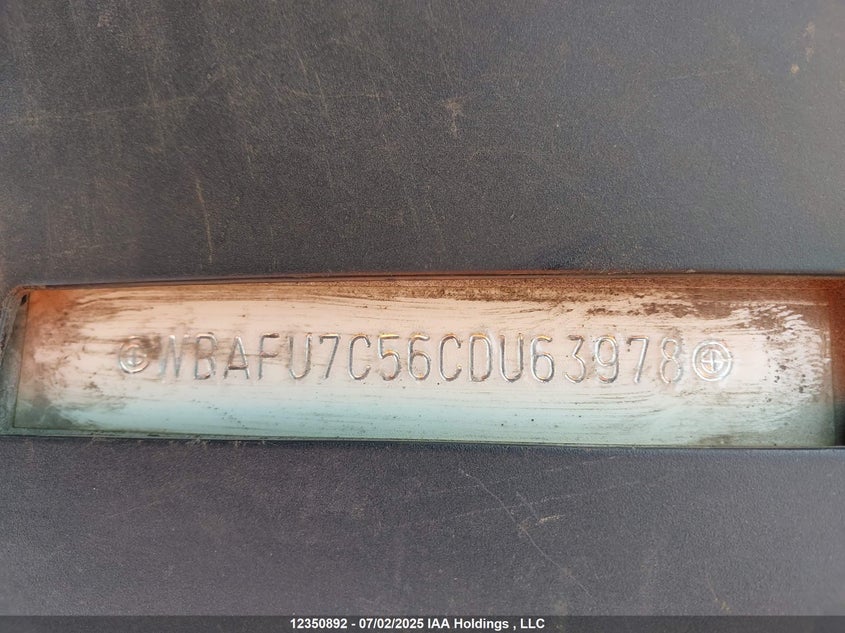 WBAFU7C56CDU63978
12350892 - 07/02/2025 IAA Holdings , LLC